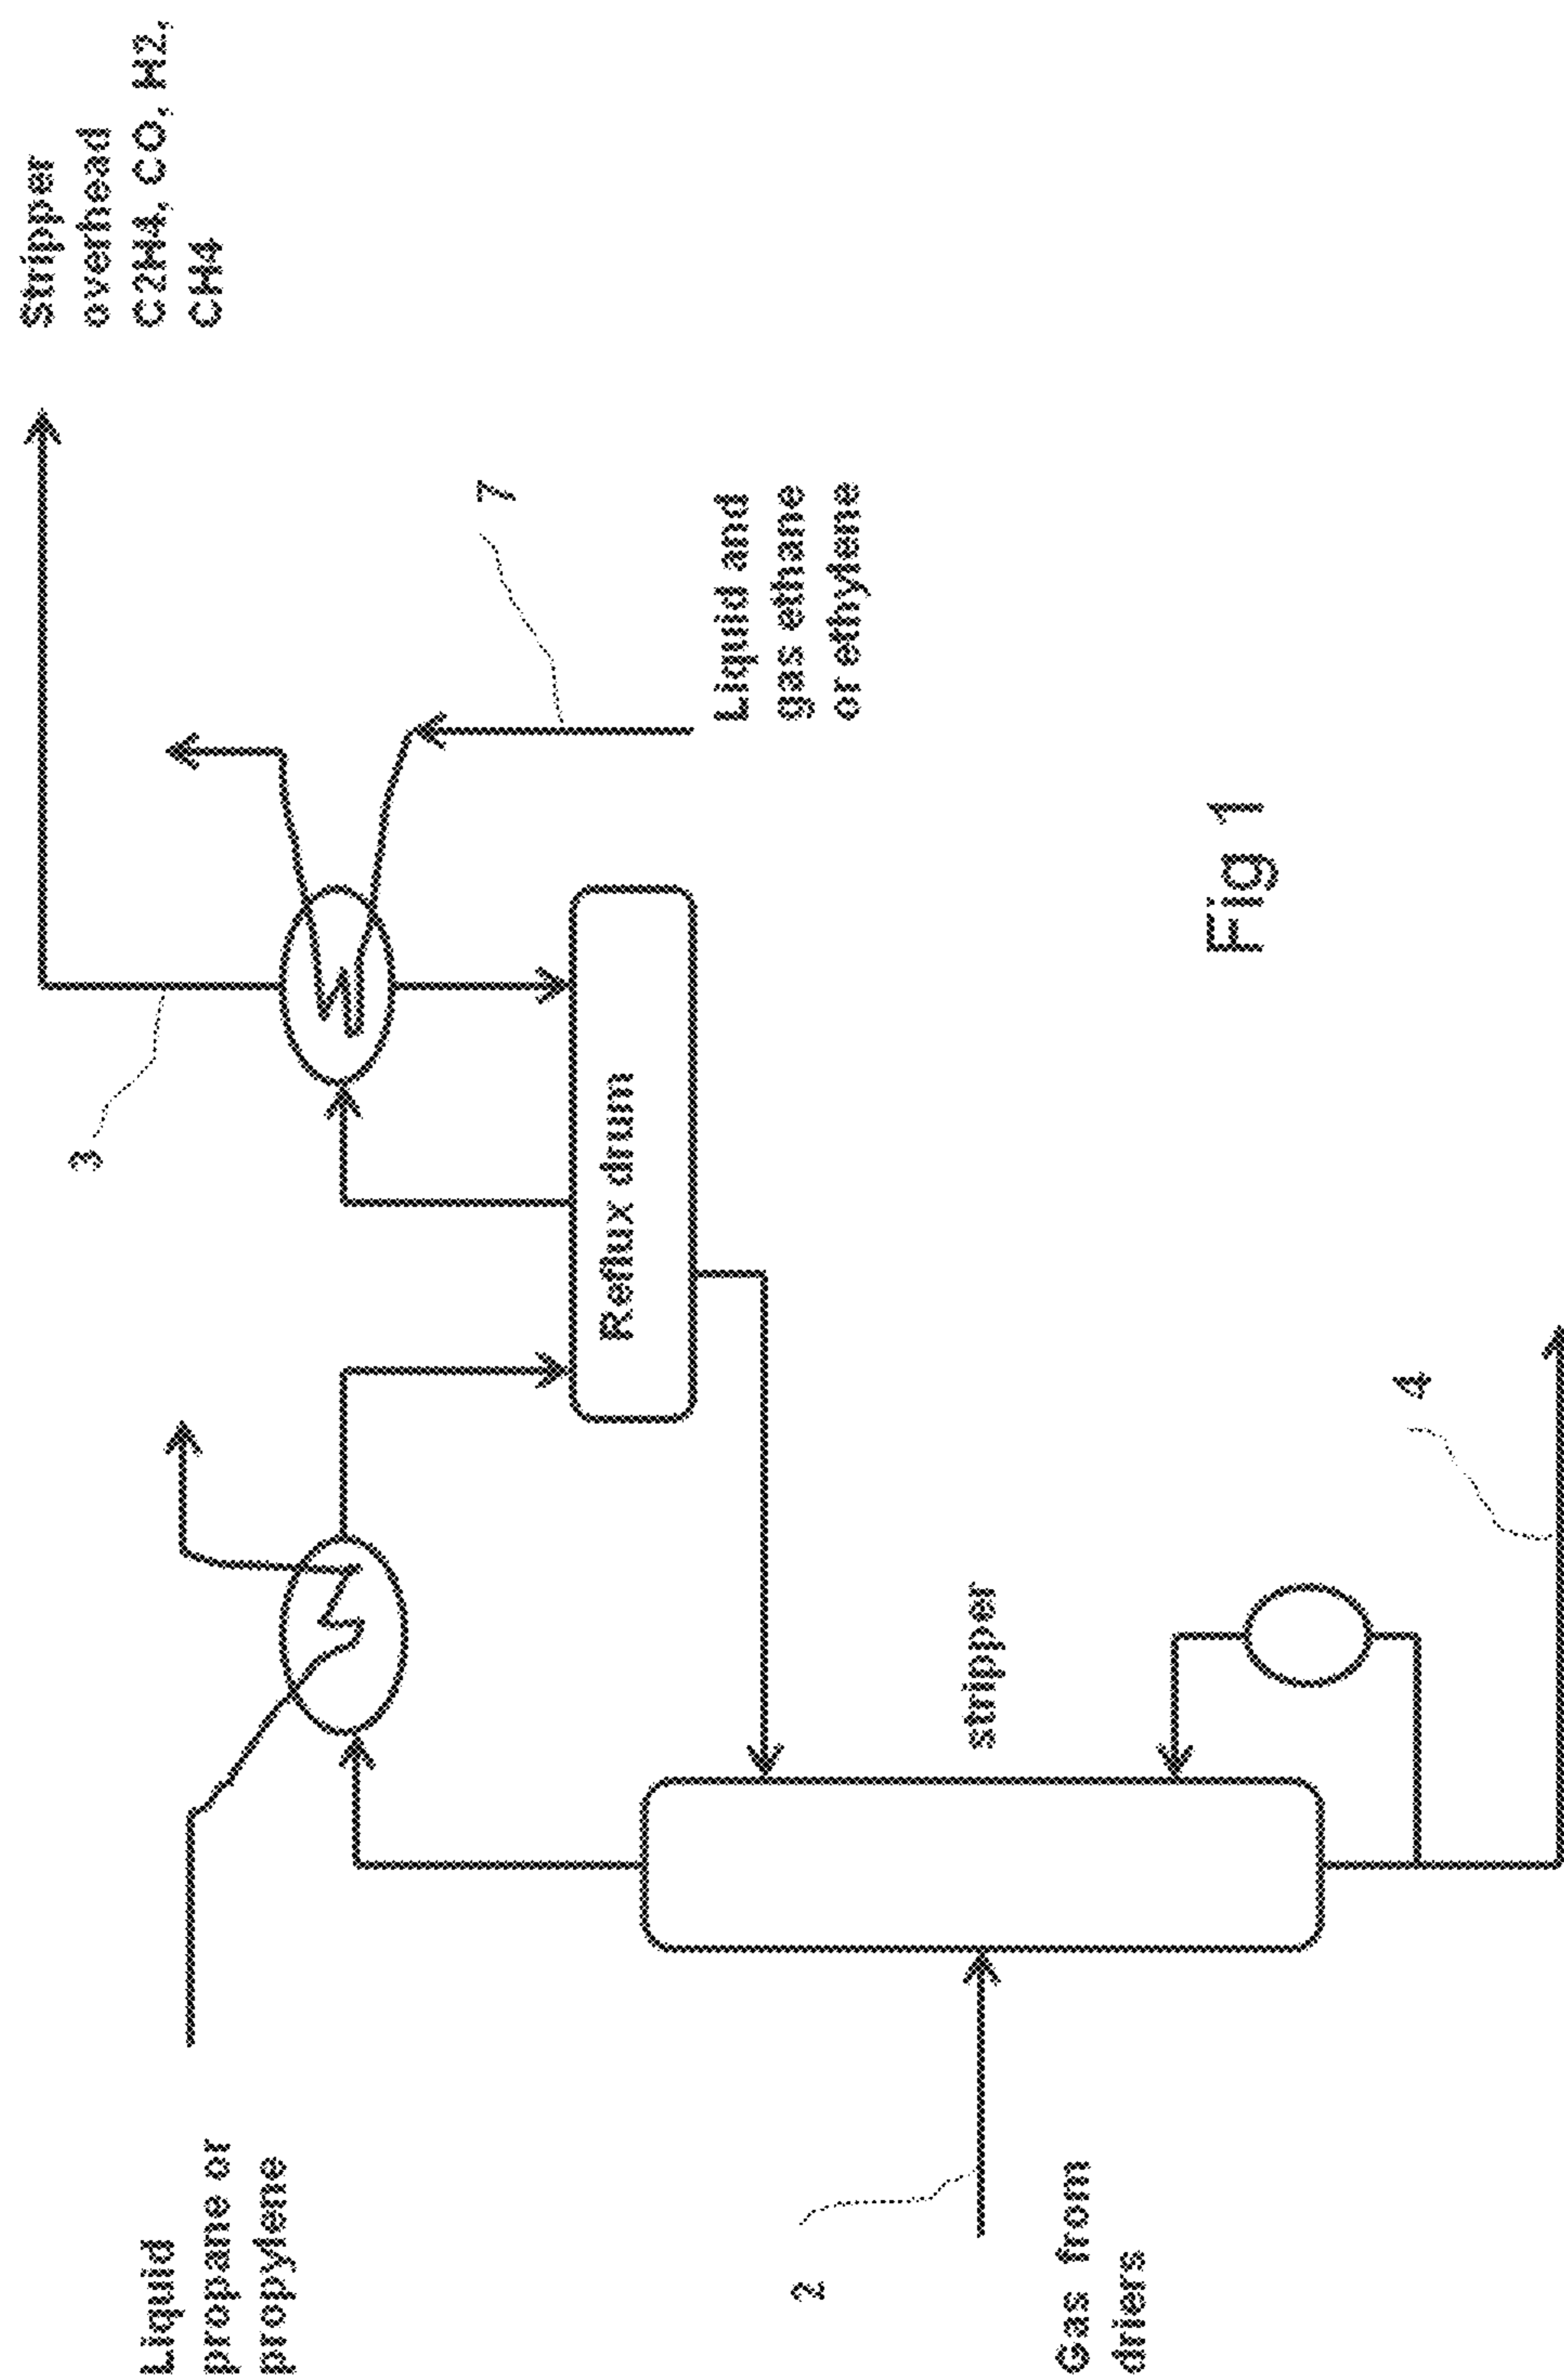 Stripper
overhead
C2H4, CO, H2,
CH4
Liquid
propane or
propylene
3
7
Liquid and
gas ethane
or ethylene
Reflux drum
stripper
2
Gas from
driers
4
Fig 1